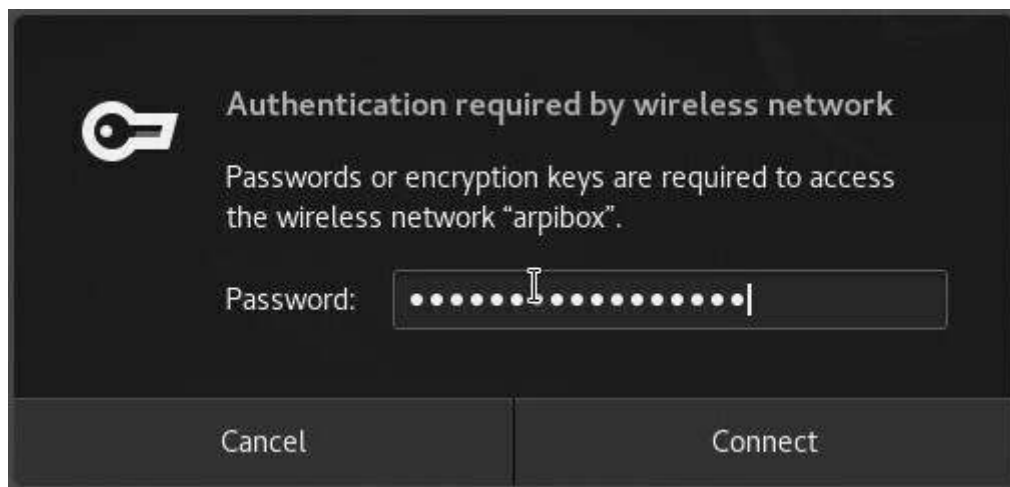 Authentication required by wireless network
Passwords or encryption keys are required to access
the wireless network “arpibox”.
Password: ●●●●●●●●●●●●●●●●●
Cancel
Connect